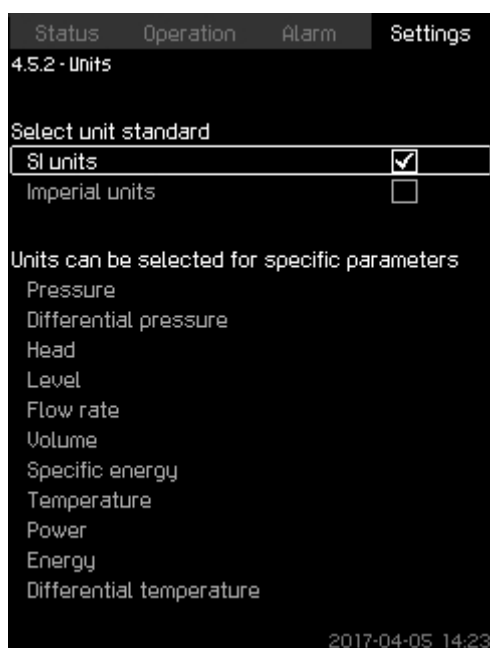 Status Operation Alarm Settings
4.5.2 - Units
Select unit standard
SI units
Imperial units
Units can be selected for specific parameters
Pressure
Differential pressure
Head
Level
Flow rate
Volume
Specific energy
Temperature
Power
Energy
Differential temperature
2017-04-05 14:23